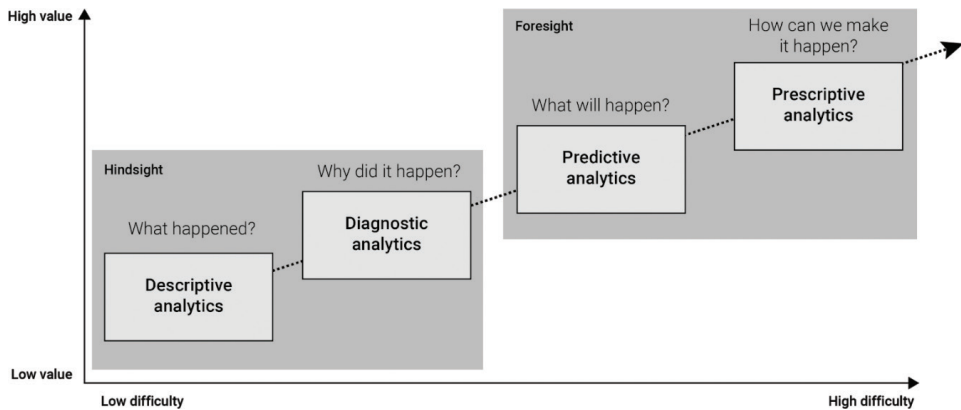 High value
Foresight
How can we make
it happen?
Prescriptive
analytics
What will happen?
Predictive
analytics
Hindsight
Why did it happen?
Diagnostic
analytics
What happened?
Descriptive
analytics
Low value
Low difficulty
High difficulty